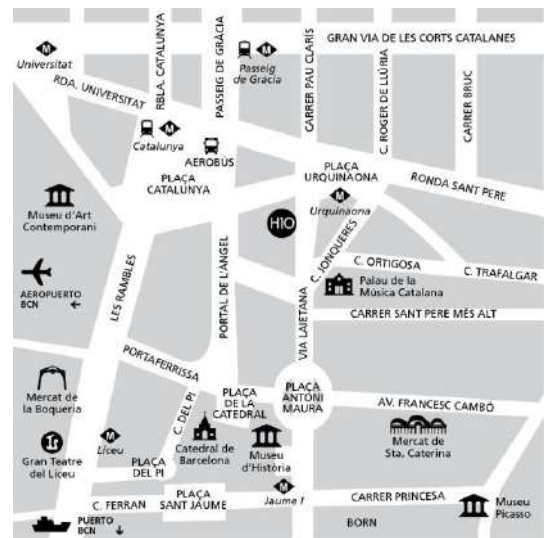 GRAN VIA DE LES CORTS CATALANES
M
Universitat
RDA. UNIVERSITAT
RBLA. CATALUNYA
PASSEIG DE GRÀCIA
M
Passeig
de Gràcia
CARRER PAU CLARÍS
C. ROGER DE LLÚRIA
CARRER BRUC
M
Catalunya
AEROBÚS
PLAÇA
CATALUNYA
PLAÇA
URQUINAONA
M
Urquinaona
RONDA SANT PERE
Museu d'Art
Contemporani
H10
C. JONQUERES
C. ORTIGOSA
C. TRAFALGAR
AEROPUERTO
BCN ←
LES RAMBLES
PORTAL DE L'ÀNGEL
VIA LAIETANA
Palau de la
Música Catalana
CARRER SANT PERE MÉS ALT
PORTAFERRISSA
Mercat de
la Boqueria
C. DEL PI
PLAÇA
DE LA
CATEDRAL
PLAÇA
ANTONI
MAURA
AV. FRANCESC CAMBÓ
Gran Teatre
del Liceu
M
Liceu
PLAÇA
DEL PI
Catedral de
Barcelona
Museu
d'Història
Mercat de
Sta. Caterina
C. FERRAN
PLAÇA
SANT JAUME
M
Jaume I
CARRER PRINCESA
Museu
Picasso
PUERTO
BCN ↓
BORN